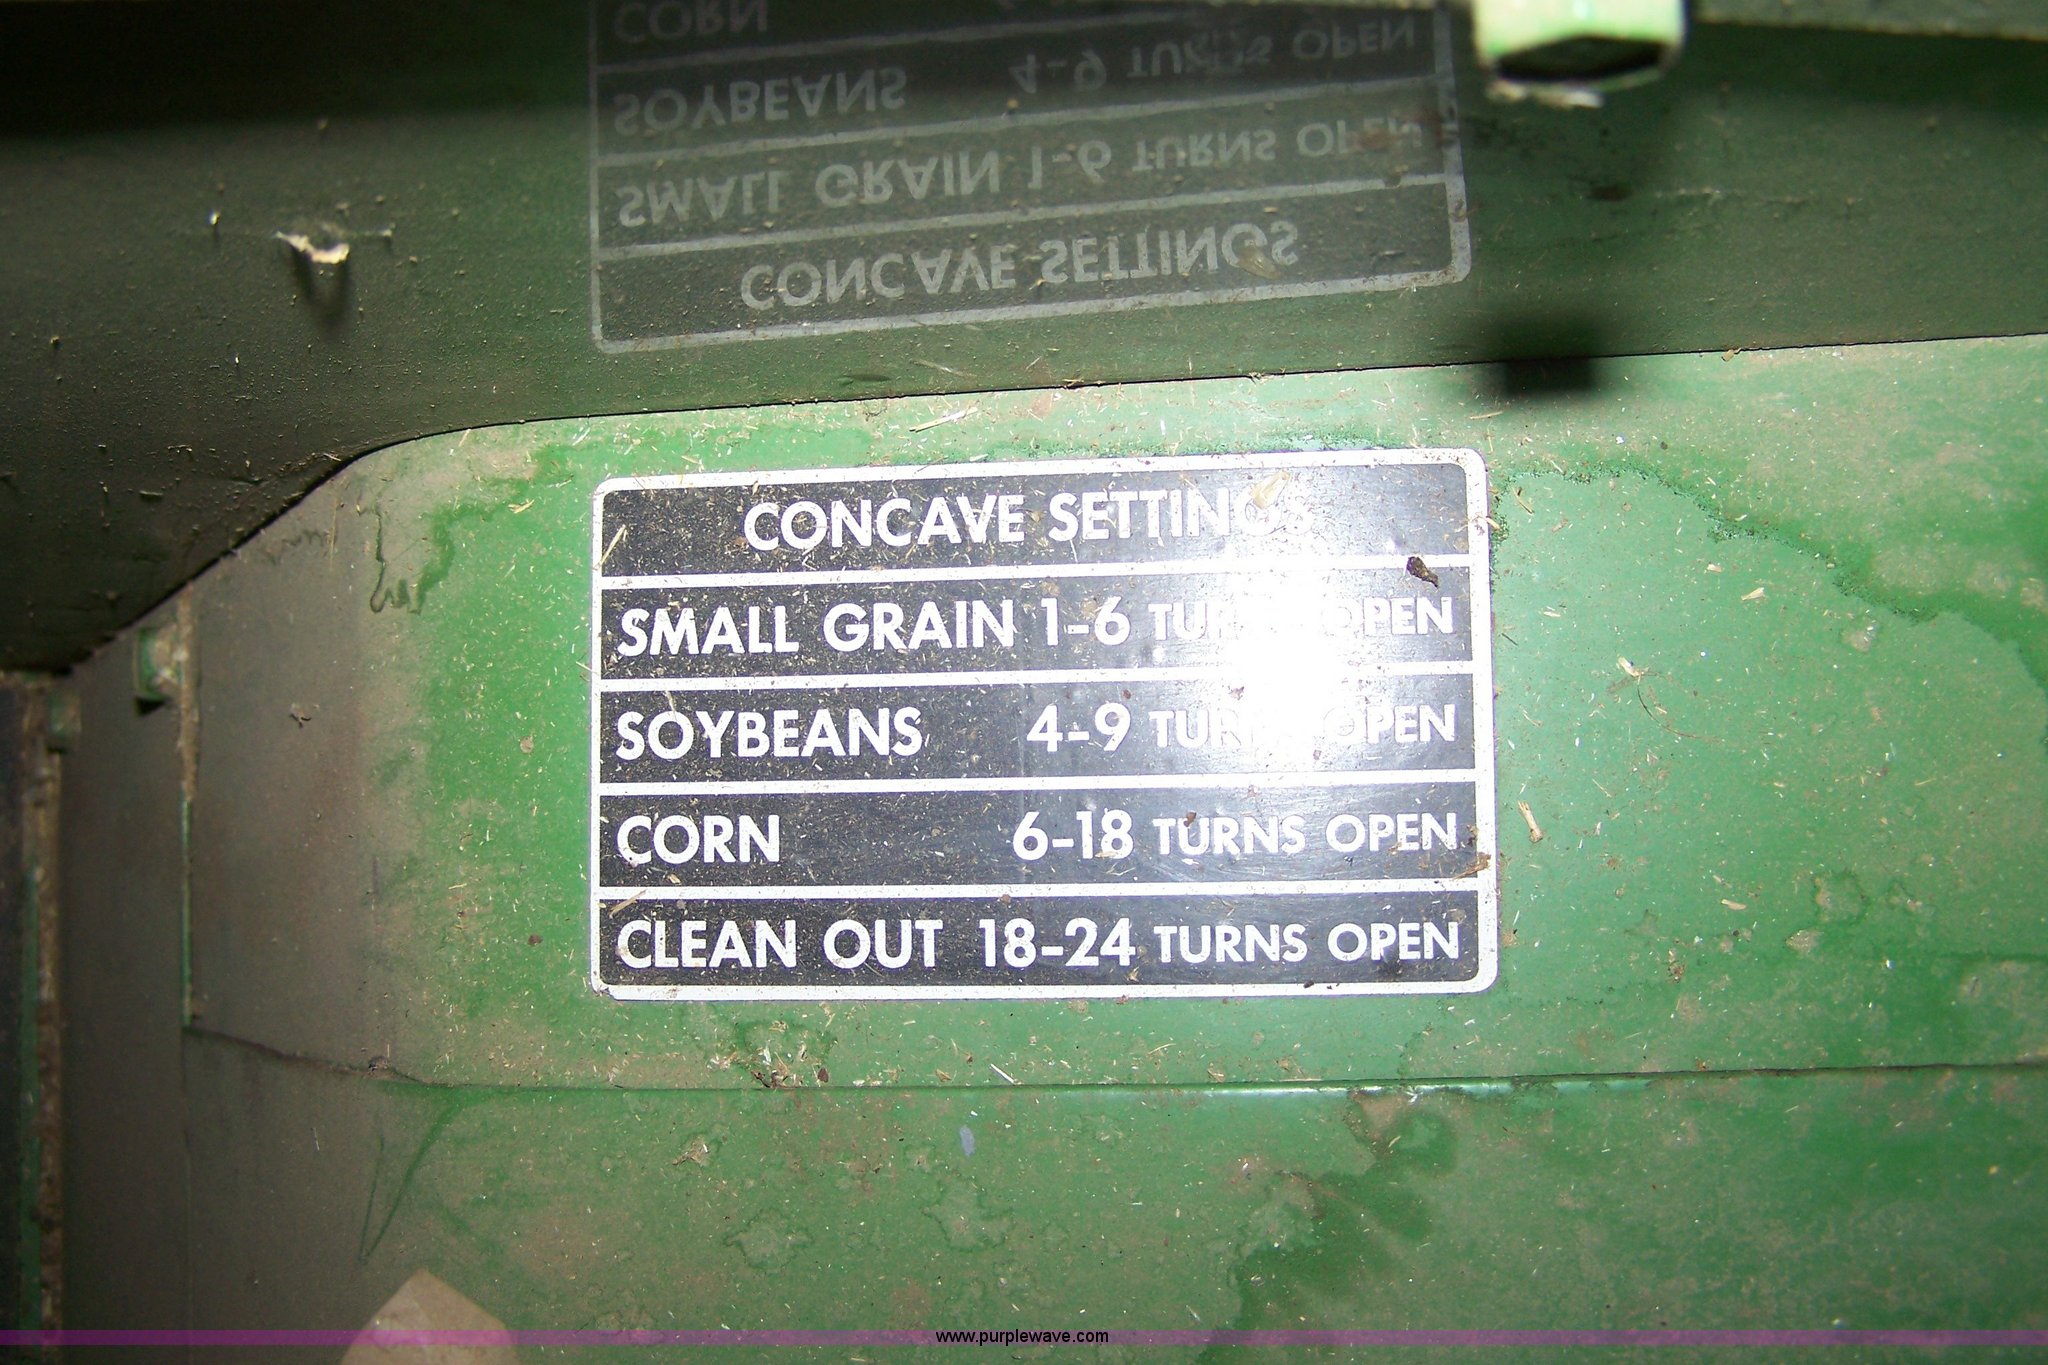 CONCAVE SETTINGS
SMALL GRAIN 1-6 TURNS OPEN
SOYBEANS 4-9 TURNS OPEN
CORN
CONCAVE SETTINGS
SMALL GRAIN 1-6 TURNS OPEN
SOYBEANS 4-9 TURNS OPEN
CORN 6-18 TURNS OPEN
CLEAN OUT 18-24 TURNS OPEN
www.purplewave.com